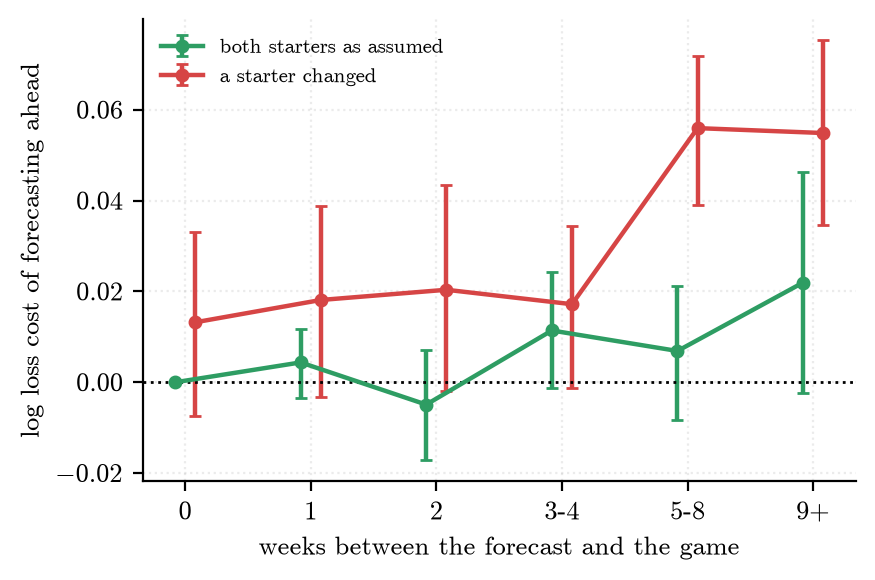 both starters as assumed
a starter changed
log loss cost of forecasting ahead
0.06
0.04
0.02
0.00
−0.02
0 1 2 3-4 5-8 9+
weeks between the forecast and the game